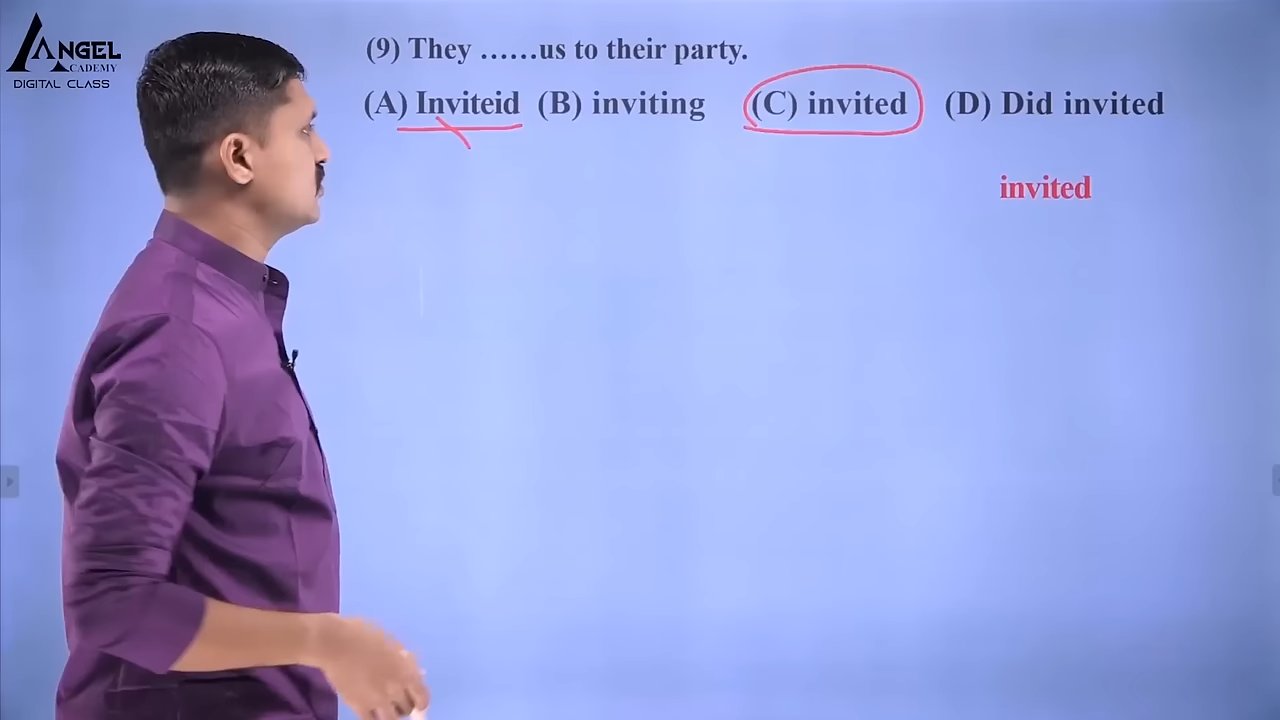 ANGEL
ACADEMY
DIGITAL CLASS
(9) They ……us to their party.
(A) Inviteid (B) inviting (C) invited (D) Did invited
invited